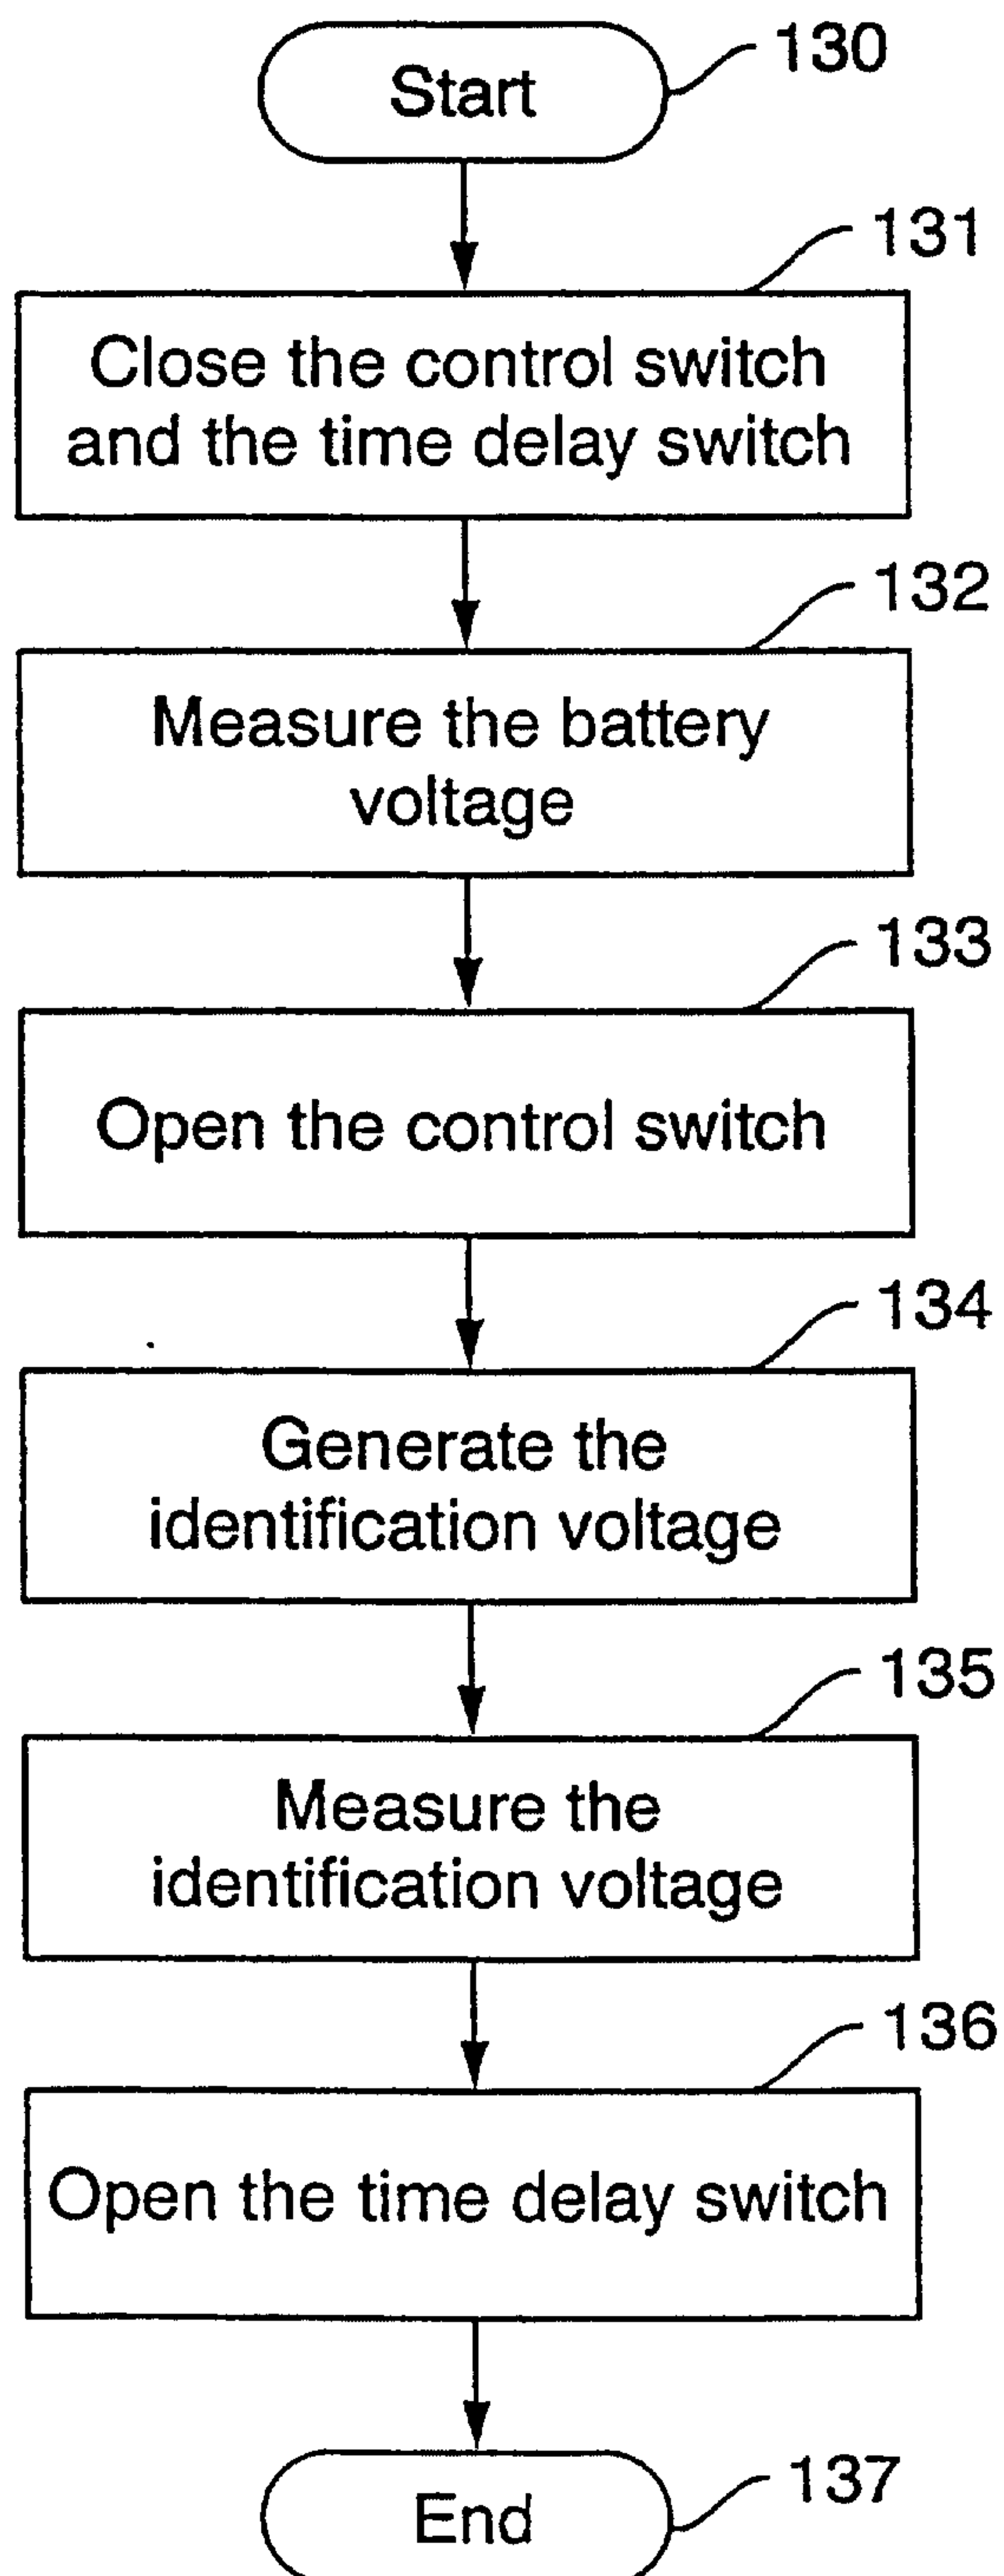 Start
130
131
Close the control switch
and the time delay switch
132
Measure the battery
voltage
133
Open the control switch
134
Generate the
identification voltage
135
Measure the
identification voltage
136
Open the time delay switch
End
137